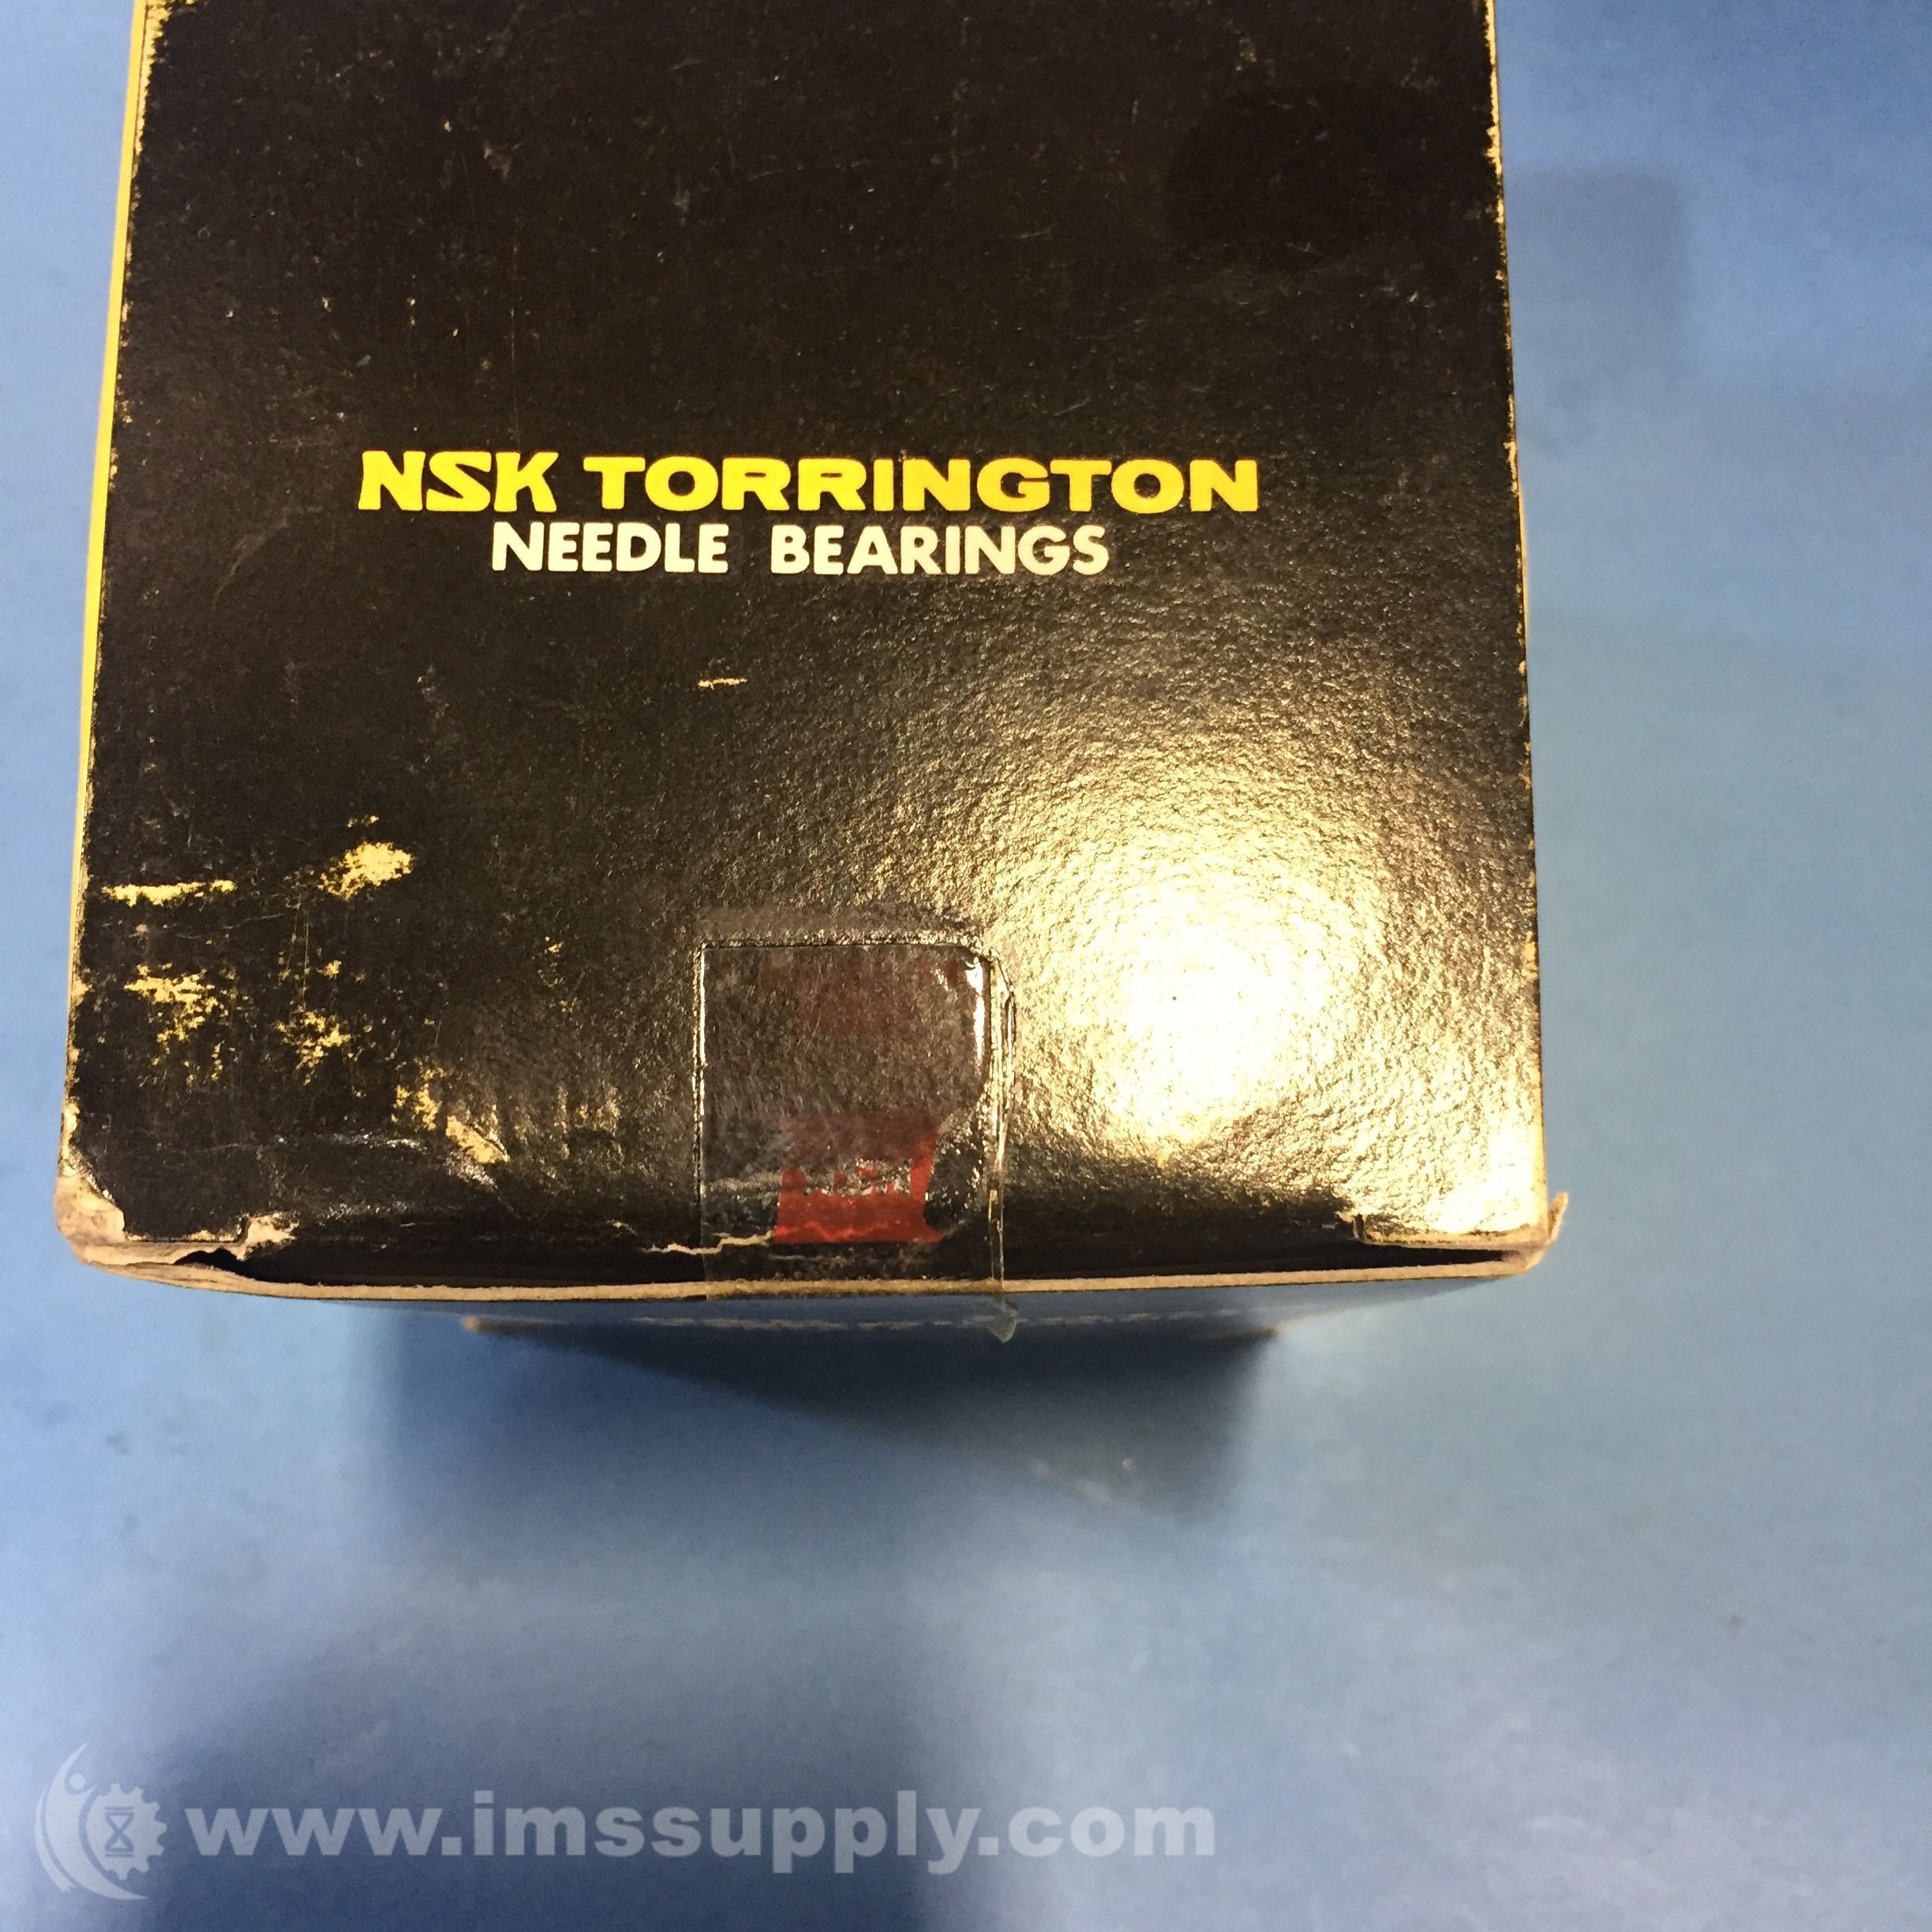 NSK TORRINGTON
NEEDLE BEARINGS
www.imssupply.com